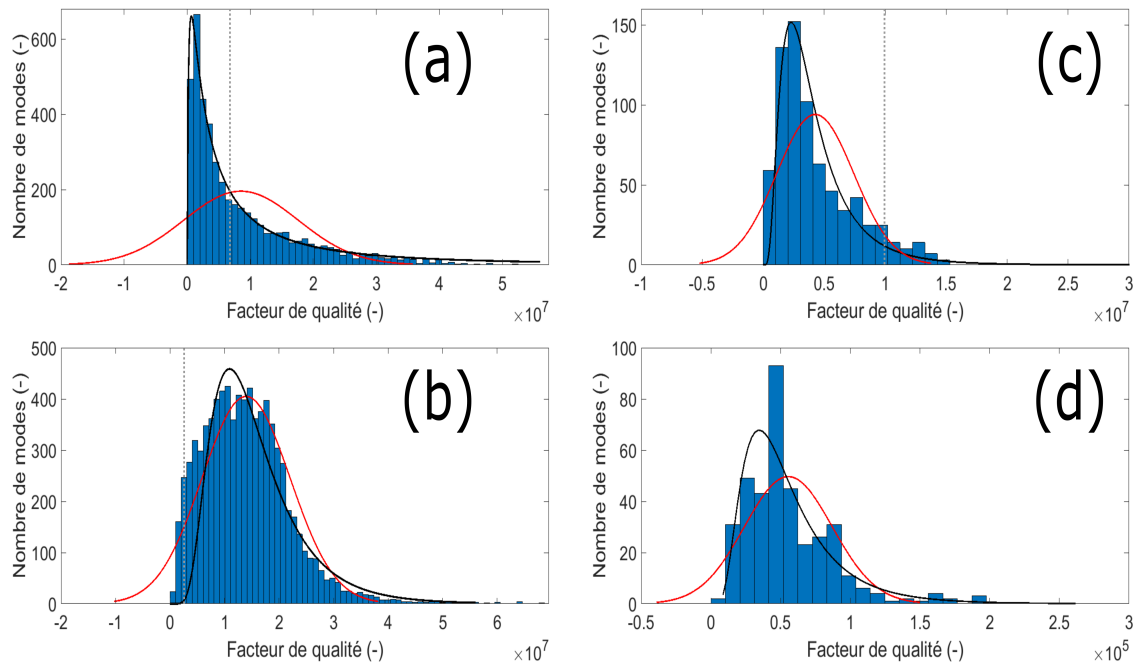 (a)
Nombre de modes (-)
600
400
200
0
-2 -1 0 1 2 3 4 5
Facteur de qualité (-)
×10^7
(c)
Nombre de modes (-)
150
100
50
0
-1 -0.5 0 0.5 1 1.5 2 2.5 3
Facteur de qualité (-)
×10^7
(b)
Nombre de modes (-)
500
400
300
200
100
0
-2 -1 0 1 2 3 4 5 6
Facteur de qualité (-)
×10^7
(d)
Nombre de modes (-)
100
80
60
40
20
0
-0.5 0 0.5 1 1.5 2 2.5 3
Facteur de qualité (-)
×10^5